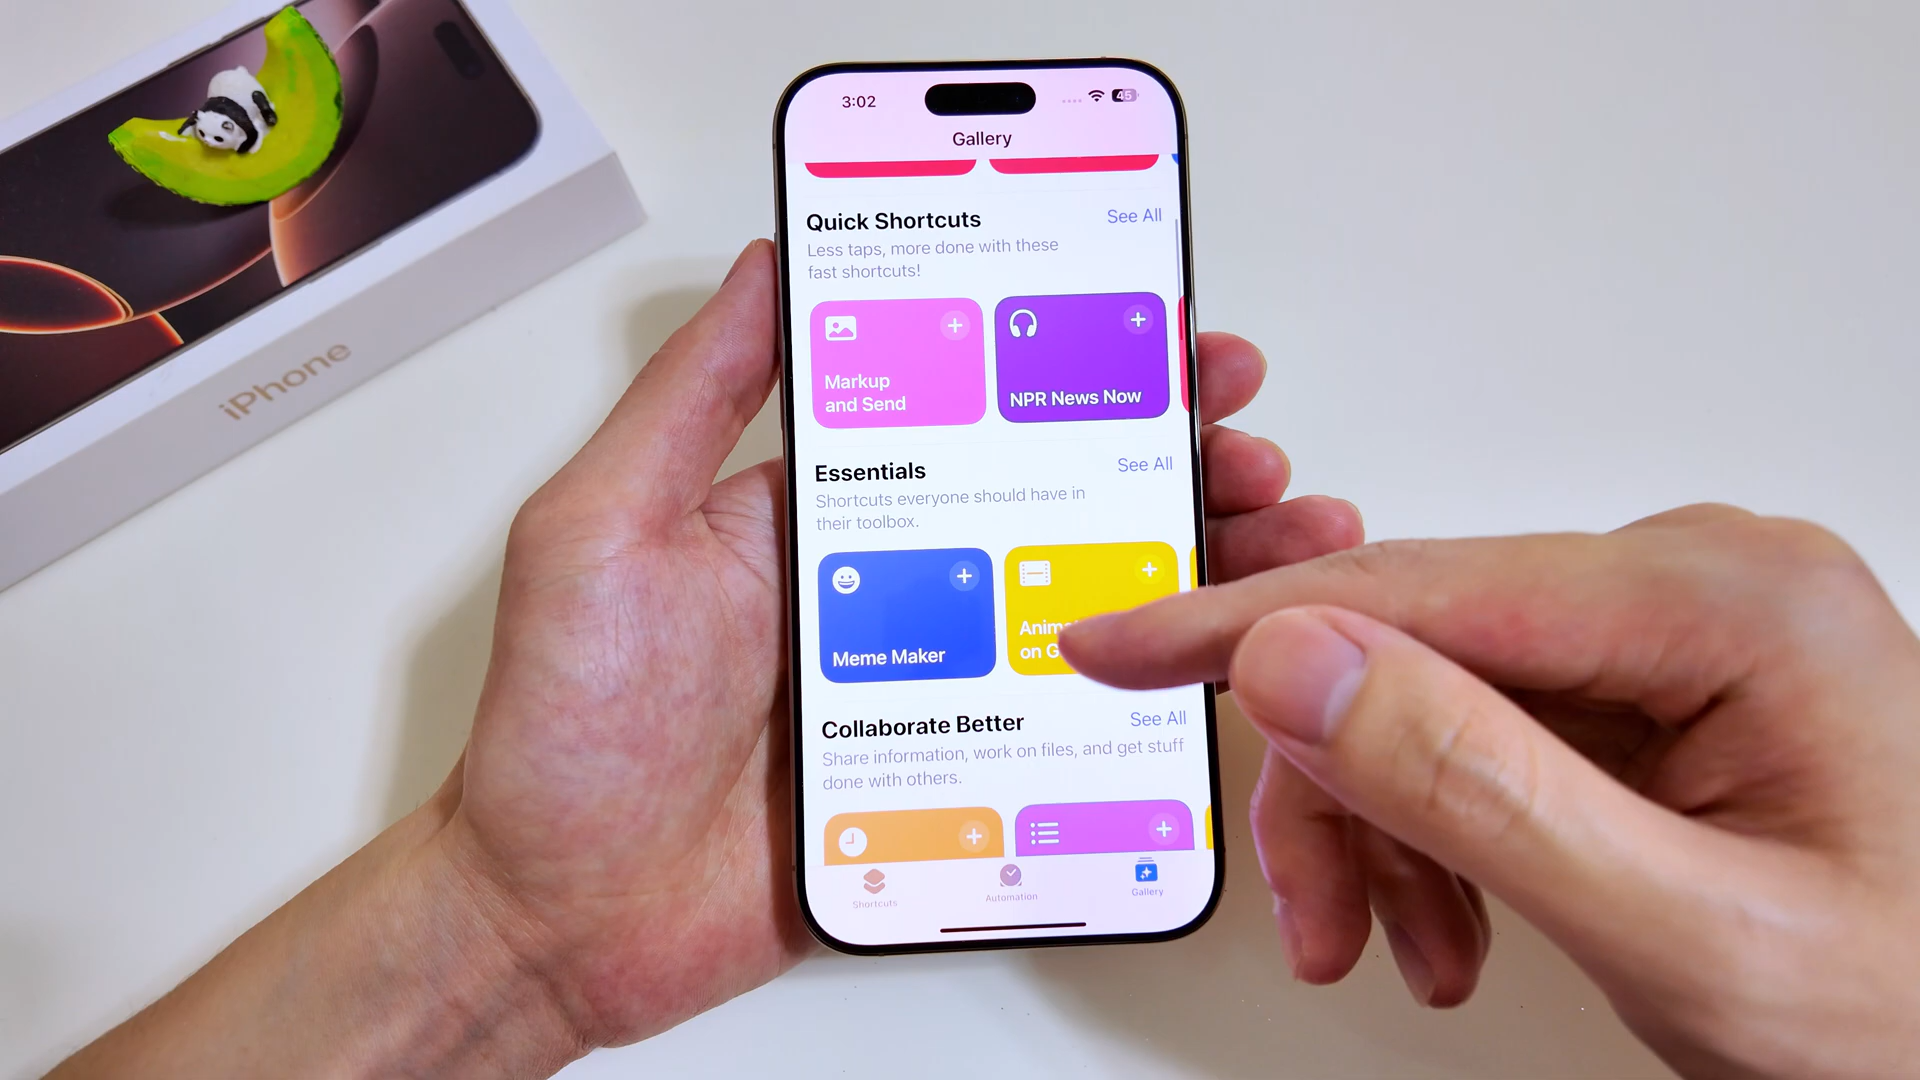 iPhone
3:02
45
Gallery
Quick Shortcuts
See All
Less taps, more done with these
fast shortcuts!
Markup
and Send
NPR News Now
Essentials
See All
Shortcuts everyone should have in
their toolbox.
Meme Maker
on
Collaborate Better
See All
Share information, work on files, and get stuff
done with others.
Shortcuts
Automation
Gallery